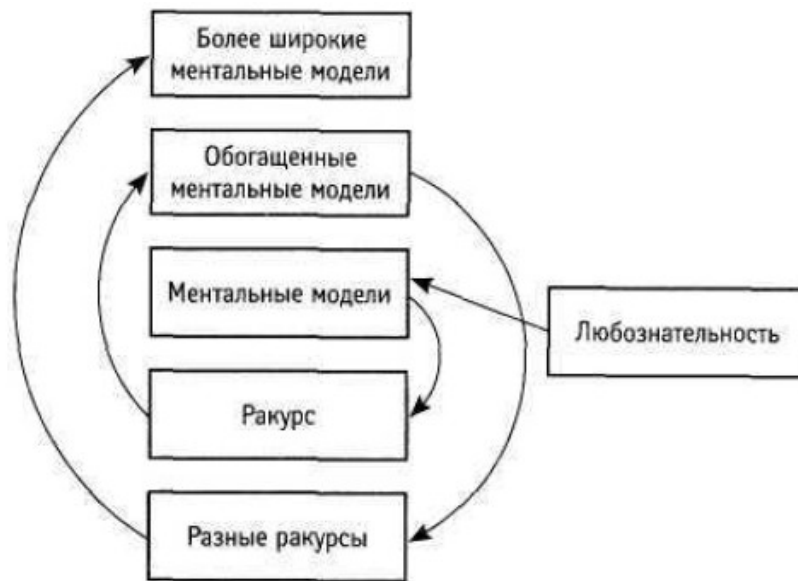 Более широкие
ментальные модели
Обогащенные
ментальные модели
Ментальные модели
Любознательность
Ракурс
Разные ракурсы